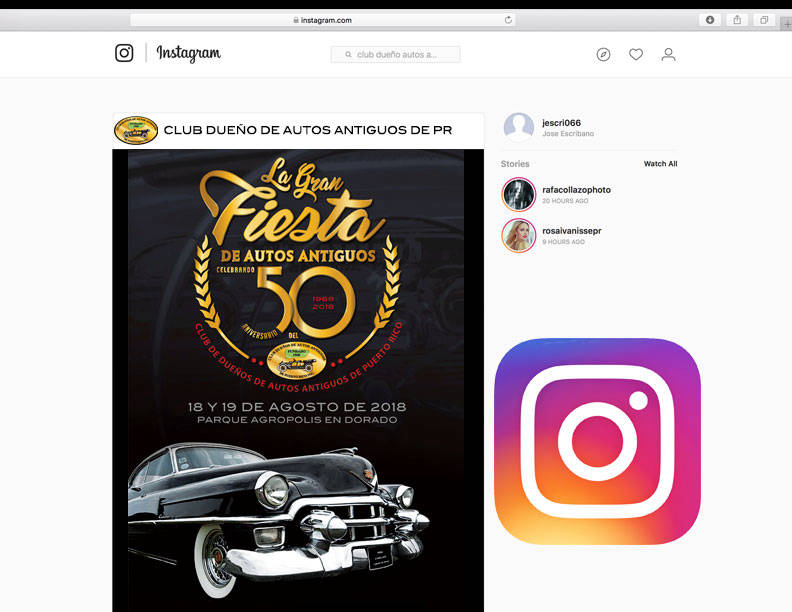 instagram.com
Instagram
club dueño autos a...
CLUB DUEÑO DE AUTOS ANTIGUOS DE PR
La Gran
Fiesta
DE AUTOS ANTIGUOS
CELEBRANDO
50
1968
2018
ANIVERSARIO DEL
CLUB DE DUEÑOS DE AUTOS ANTIGUOS DE PUERTO RICO
18 Y 19 DE AGOSTO DE 2018
PARQUE AGROPOLIS EN DORADO
jescri066
Jose Escribano
Stories
Watch All
rafacollazophoto
20 HOURS AGO
rosaivanissepr
9 HOURS AGO